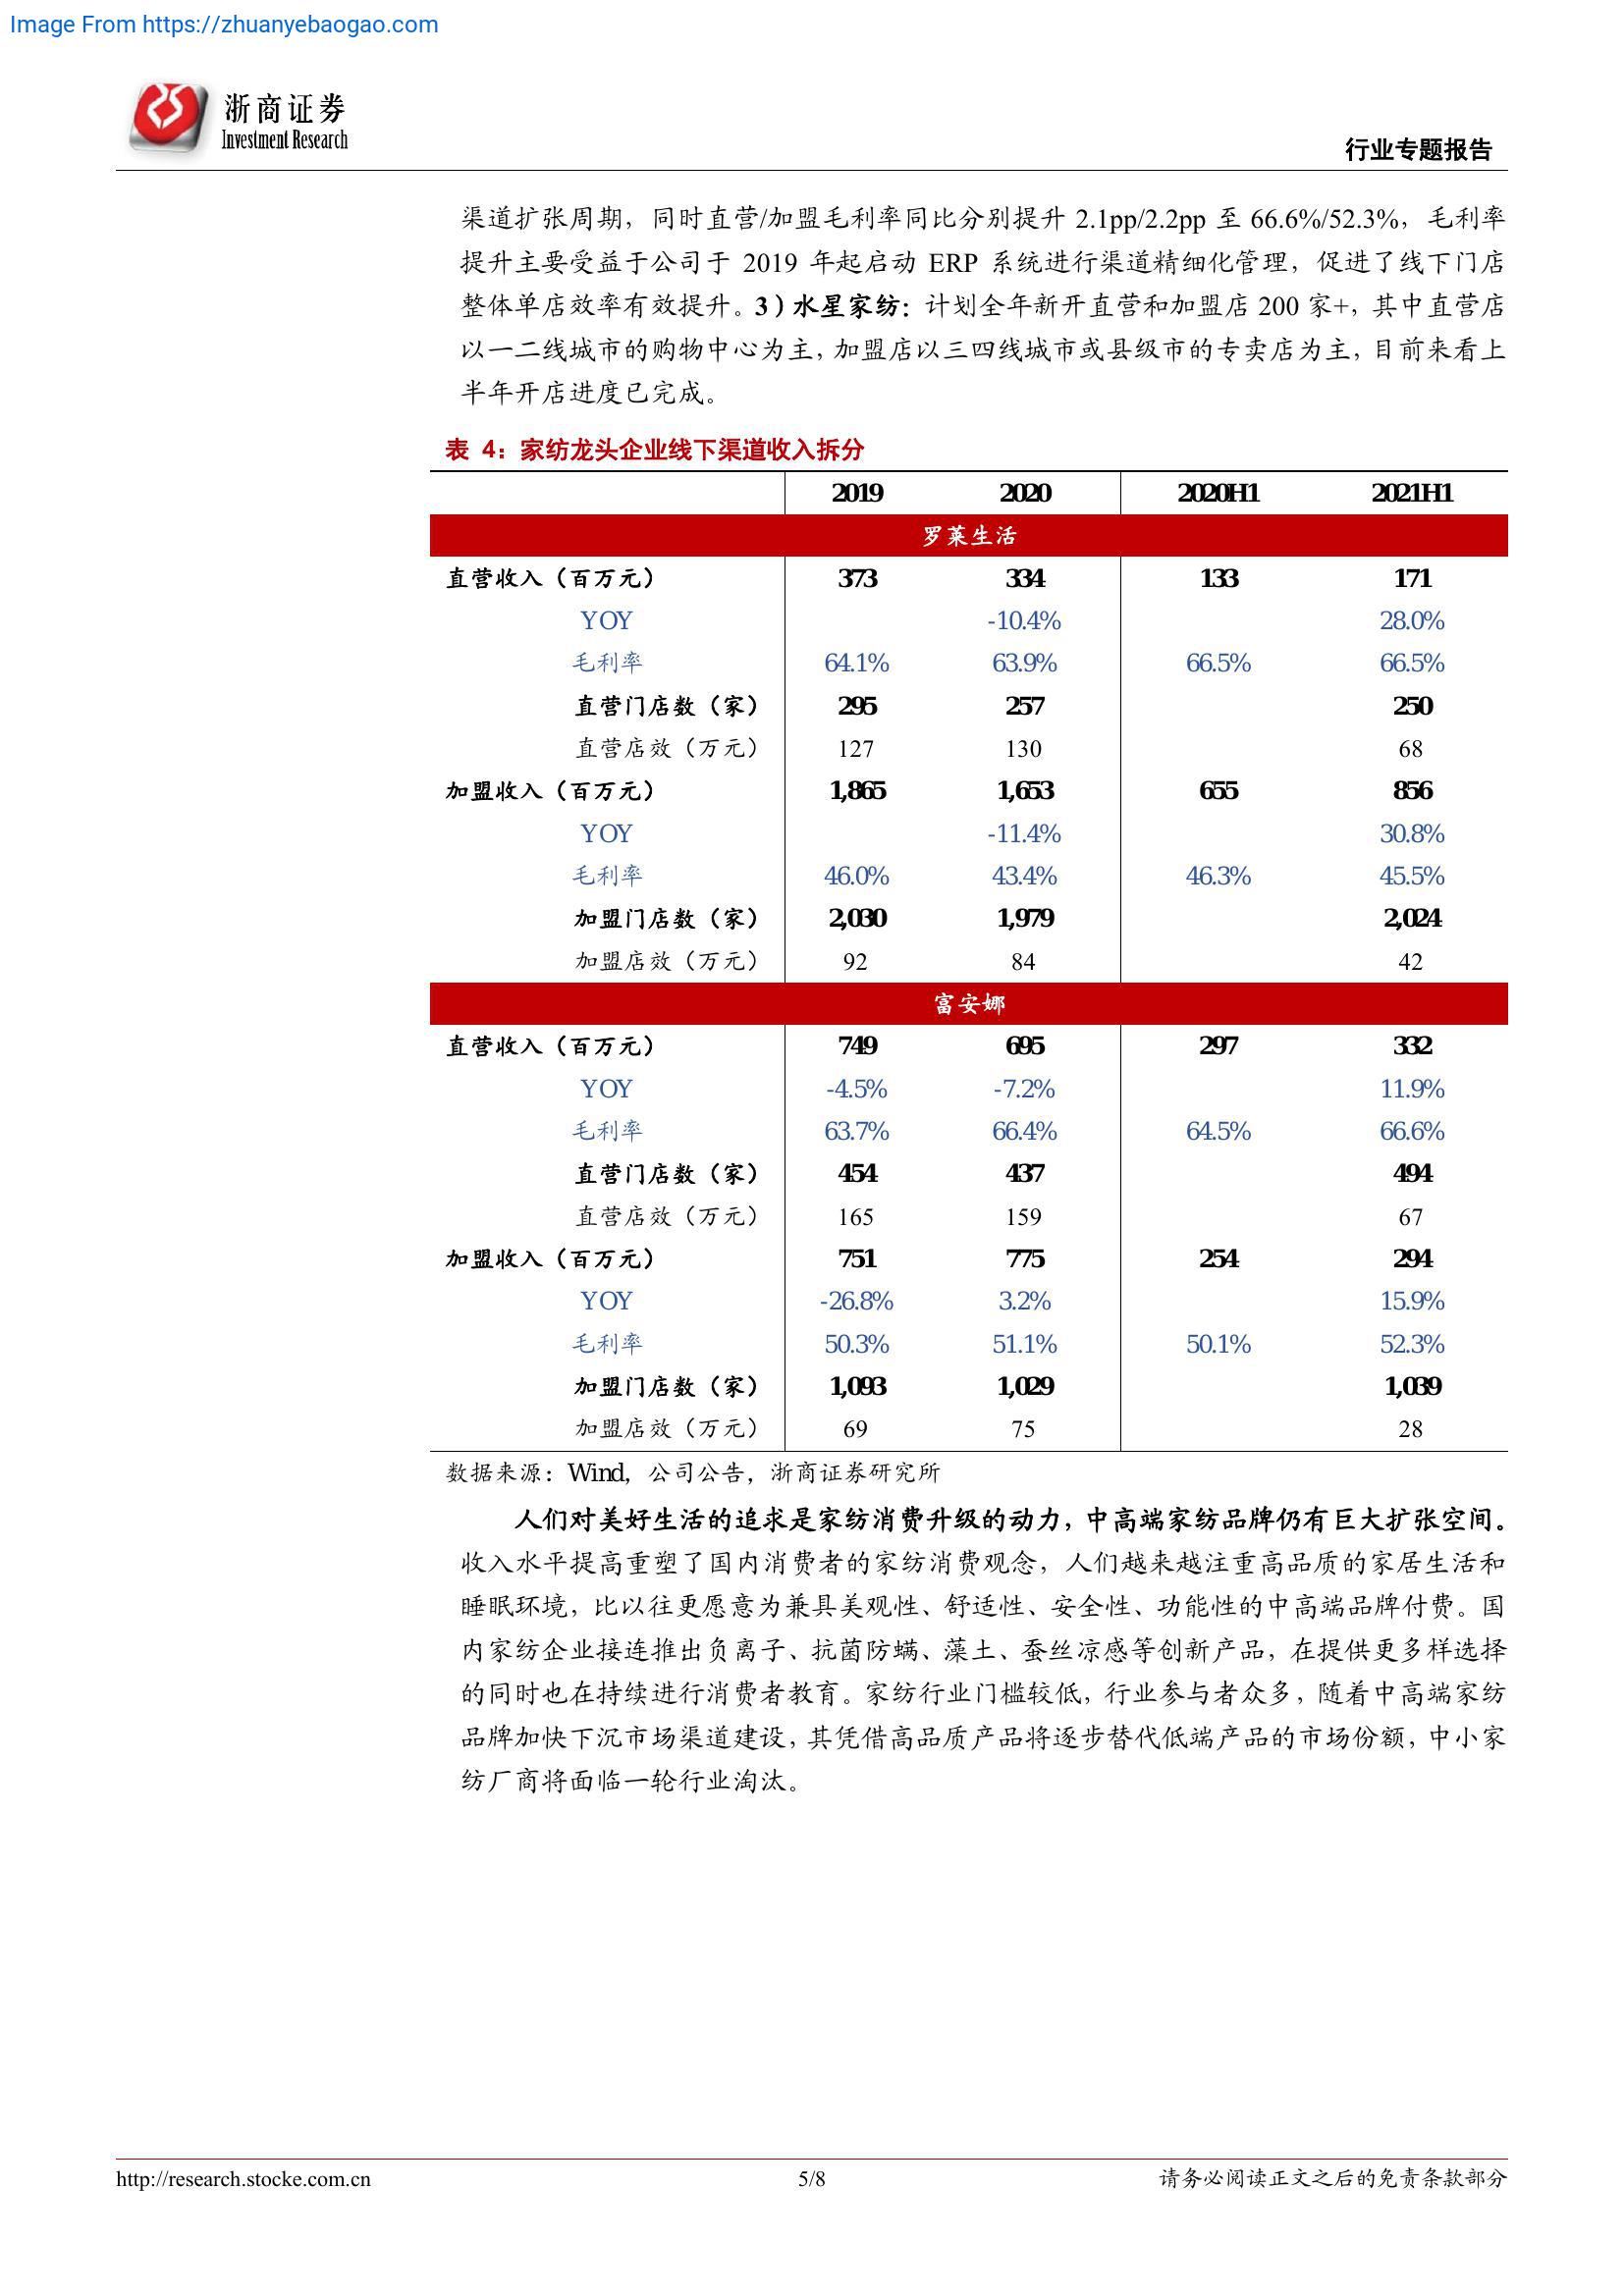 Image From https://zhuanyebaogao.com
浙商证券
Investment Research
行业专题报告
渠道扩张周期，同时直营/加盟毛利率同比分别提升 2.1pp/2.2pp 至 66.6%/52.3%，毛利率
提升主要受益于公司于 2019 年起启动 ERP 系统进行渠道精细化管理，促进了线下门店
整体单店效率有效提升。3）水星家纺：计划全年新开直营和加盟店 200 家+，其中直营店
以一二线城市的购物中心为主，加盟店以三四线城市或县级市的专卖店为主，目前来看上
半年开店进度已完成。
表 4：家纺龙头企业线下渠道收入拆分
2019 2020 2020H1 2021H1
罗莱生活
直营收入（百万元） 373 334 133 171
YOY -10.4% 28.0%
毛利率 64.1% 63.9% 66.5% 66.5%
直营门店数（家） 295 257 250
直营店效（万元） 127 130 68
加盟收入（百万元） 1,865 1,653 655 856
YOY -11.4% 30.8%
毛利率 46.0% 43.4% 46.3% 45.5%
加盟门店数（家） 2,030 1,979 2,024
加盟店效（万元） 92 84 42
富安娜
直营收入（百万元） 749 695 297 332
YOY -4.5% -7.2% 11.9%
毛利率 63.7% 66.4% 64.5% 66.6%
直营门店数（家） 454 437 494
直营店效（万元） 165 159 67
加盟收入（百万元） 751 775 254 294
YOY -26.8% 3.2% 15.9%
毛利率 50.3% 51.1% 50.1% 52.3%
加盟门店数（家） 1,093 1,029 1,039
加盟店效（万元） 69 75 28
数据来源：Wind，公司公告，浙商证券研究所
人们对美好生活的追求是家纺消费升级的动力，中高端家纺品牌仍有巨大扩张空间。
收入水平提高重塑了国内消费者的家纺消费观念，人们越来越注重高品质的家居生活和
睡眠环境，比以往更愿意为兼具美观性、舒适性、安全性、功能性的中高端品牌付费。国
内家纺企业接连推出负离子、抗菌防螨、藻土、蚕丝凉感等创新产品，在提供更多样选择
的同时也在持续进行消费者教育。家纺行业门槛较低，行业参与者众多，随着中高端家纺
品牌加快下沉市场渠道建设，其凭借高品质产品将逐步替代低端产品的市场份额，中小家
纺厂商将面临一轮行业淘汰。
http://research.stocke.com.cn 5/8 请务必阅读正文之后的免责条款部分